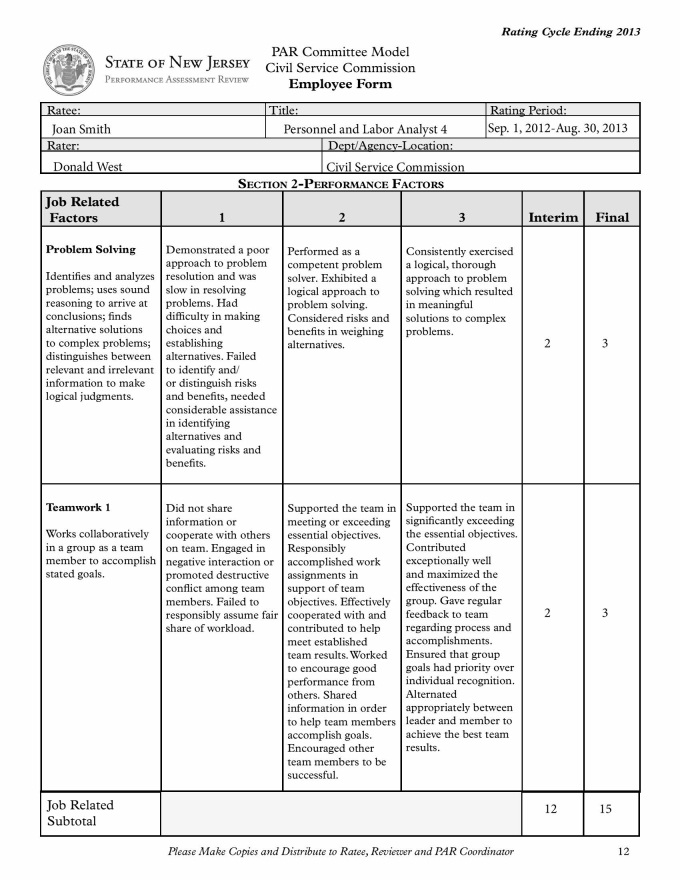 Rating Cycle Ending 2013
STATE OF NEW JERSEY
PERFORMANCE ASSESSMENT REVIEW
PAR Committee Model
Civil Service Commission
Employee Form
Ratee:
Title:
Rating Period:
Joan Smith
Personnel and Labor Analyst 4
Sep. 1, 2012-Aug. 30, 2013
Rater:
Dept/Agency-Location:
Donald West
Civil Service Commission
SECTION 2-PERFORMANCE FACTORS
Job Related
Factors
1
2
3
Interim
Final
Problem Solving
Identifies and analyzes
problems; uses sound
reasoning to arrive at
conclusions; finds
alternative solutions
to complex problems;
distinguishes between
relevant and irrelevant
information to make
logical judgments.
Demonstrated a poor
approach to problem
resolution and was
slow in resolving
problems. Had
difficulty in making
choices and
establishing
alternatives. Failed
to identify and/
or distinguish risks
and benefits, needed
considerable assistance
in identifying
alternatives and
evaluating risks and
benefits.
Performed as a
competent problem
solver. Exhibited a
logical approach to
problem solving.
Considered risks and
benefits in weighing
alternatives.
Consistently exercised
a logical, thorough
approach to problem
solving which resulted
in meaningful
solutions to complex
problems.
2
3
Teamwork 1
Works collaboratively
in a group as a team
member to accomplish
stated goals.
Did not share
information or
cooperate with others
on team. Engaged in
negative interaction or
promoted destructive
conflict among team
members. Failed to
responsibly assume fair
share of workload.
Supported the team in
meeting or exceeding
essential objectives.
Responsibly
accomplished work
assignments in
support of team
objectives. Effectively
cooperated with and
contributed to help
meet established
team results. Worked
to encourage good
performance from
others. Shared
information in order
to help team members
accomplish goals.
Encouraged other
team members to be
successful.
Supported the team in
significantly exceeding
the essential objectives.
Contributed
exceptionally well
and maximized the
effectiveness of the
group. Gave regular
feedback to team
regarding process and
accomplishments.
Ensured that group
goals had priority over
individual recognition.
Alternated
appropriately between
leader and member to
achieve the best team
results.
2
3
Job Related
Subtotal
12
15
Please Make Copies and Distribute to Ratee, Reviewer and PAR Coordinator
12